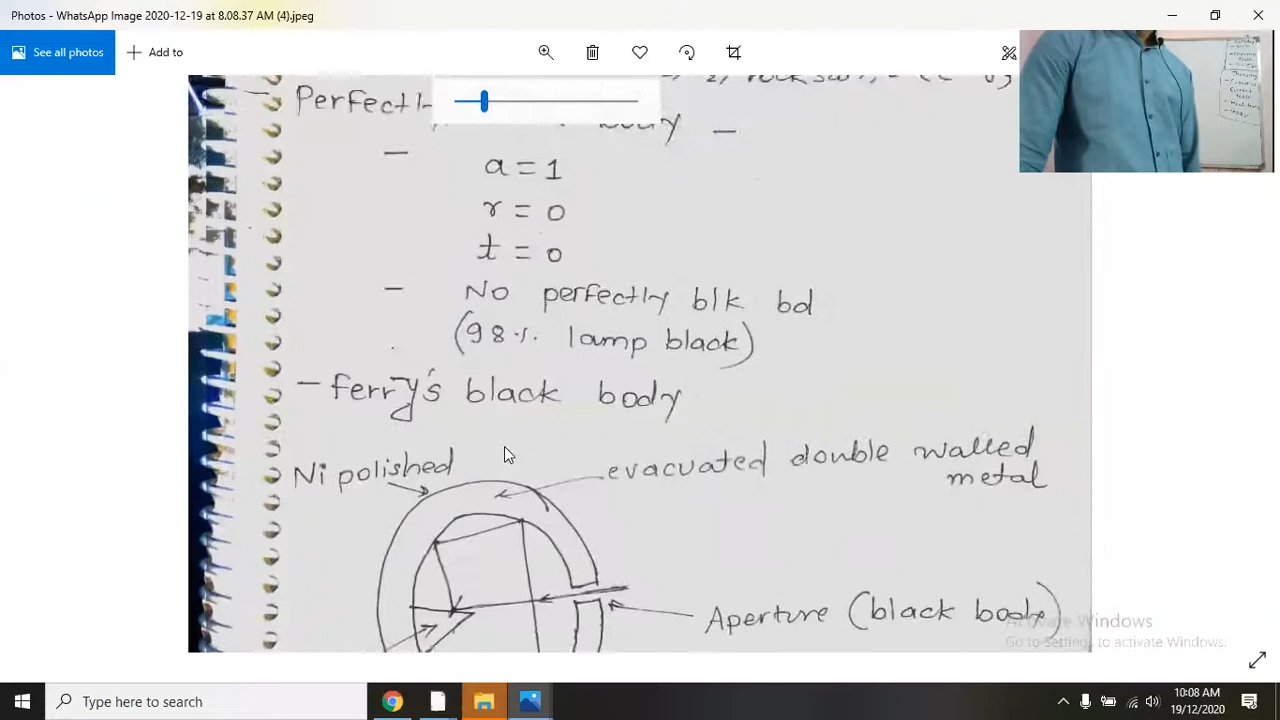 Photos - WhatsApp Image 2020-12-19 at 8.08.37 AM (4).jpeg
See all photos
Add to
Perfectl
body -
- a = 1
r = 0
t = 0
- No perfectly blk bd
(98 %. lamp black)
- ferry's black body
Ni polished
evacuated double walled
metal
Aperture (black body)
Activate Windows
Go to Settings to activate Windows.
Type here to search
10:08 AM
19/12/2020